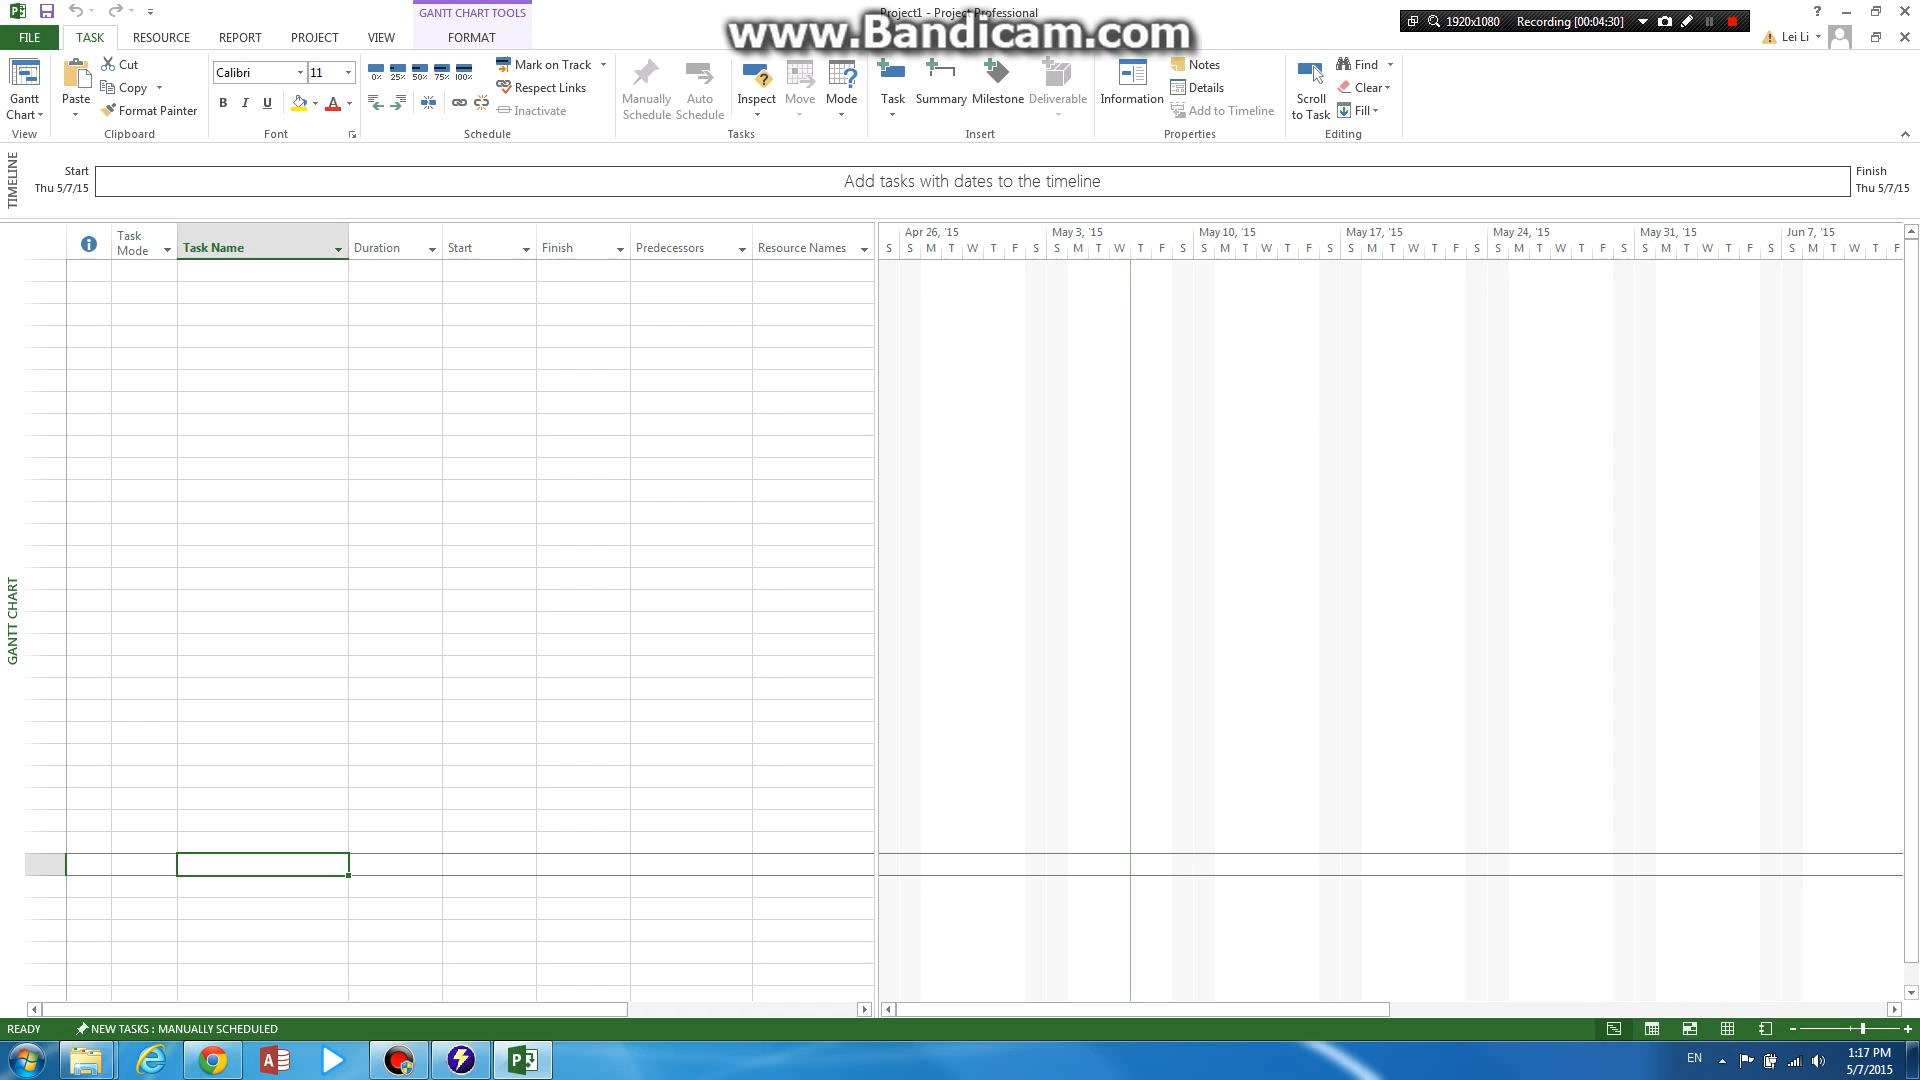 GANTT CHART TOOLS
Project1 - Project Professional
www.Bandicam.com
1920x1080 Recording [00:04:30]
?
FILE TASK RESOURCE REPORT PROJECT VIEW FORMAT
Lei Li
Gantt Chart
View
Paste
Cut
Copy
Format Painter
Clipboard
Calibri 11
B I U A
Font
0% 25% 50% 75% 100%
Mark on Track
Respect Links
Inactivate
Schedule
Manually Schedule
Auto Schedule
Inspect
Move
Mode
Tasks
Task
Summary
Milestone
Deliverable
Insert
Information
Notes
Details
Add to Timeline
Properties
Scroll to Task
Find
Clear
Fill
Editing
TIMELINE
Start
Thu 5/7/15
Add tasks with dates to the timeline
Finish
Thu 5/7/15
Task Mode
Task Name
Duration
Start
Finish
Predecessors
Resource Names
Apr 26, '15 May 3, '15 May 10, '15 May 17, '15 May 24, '15 May 31, '15 Jun 7, '15
S S M T W T F S S M T W T F S S M T W T F S S M T W T F S S M T W T F S S M T W T F S S M T W T F
GANTT CHART
READY NEW TASKS : MANUALLY SCHEDULED
EN
1:17 PM
5/7/2015